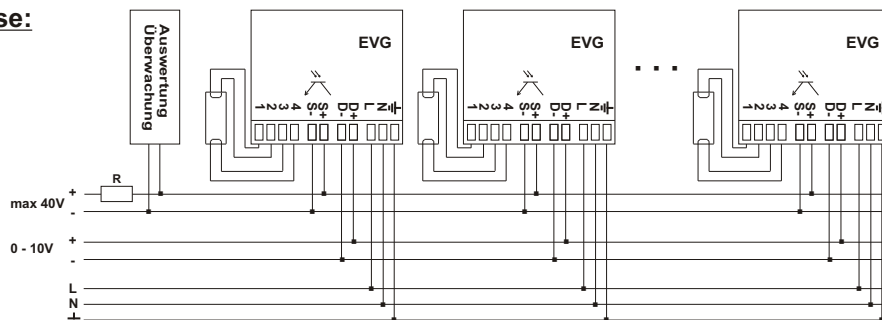 se:
Auswertung
Überwachung
EVG
1 2 3 4 S- S+ D- D+ L N
EVG
1 2 3 4 S- S+ D- D+ L N
. . .
EVG
1 2 3 4 S- S+ D- D+ L N
R
max 40V + -
0 - 10V + -
L
N